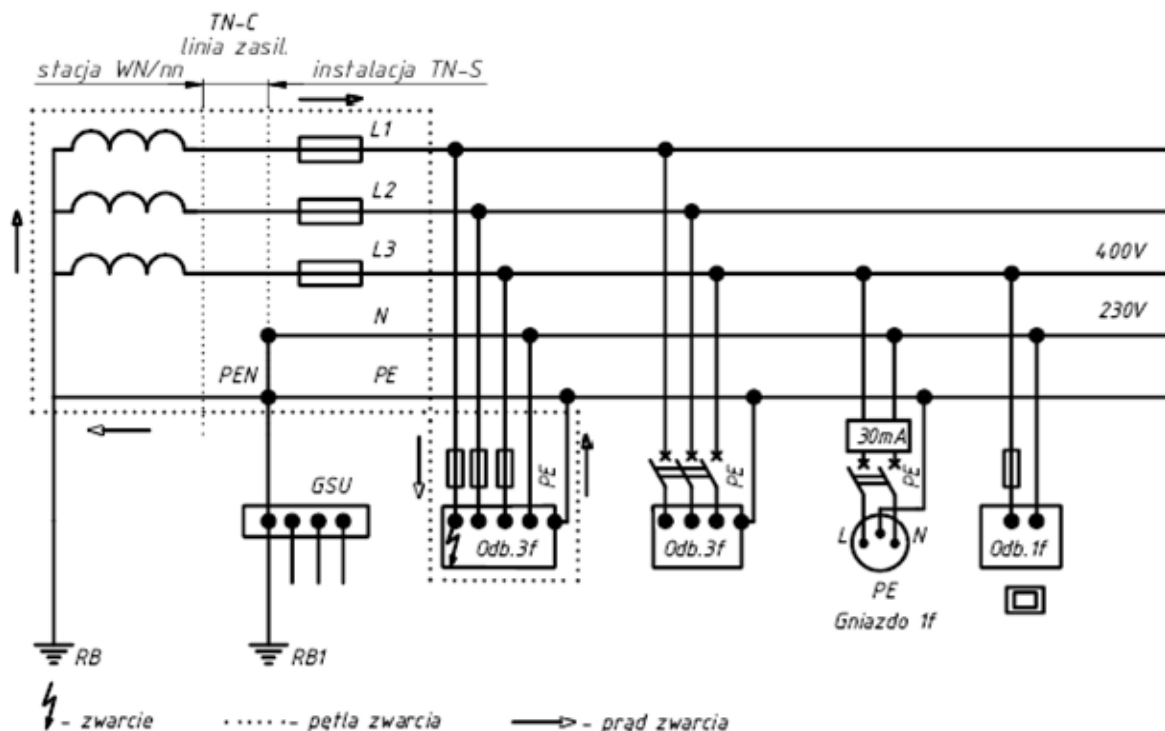 TN-C
linia zasil.
stacja WN/nn
instalacja TN-S
L1
L2
L3
400V
N
230V
PEN
PE
30mA
PE
PE
PE
GSU
Odb.3f
Odb.3f
L
N
Odb.1f
PE
Gniazdo 1f
RB
RB1
- zwarcie
- pętla zwarcia
- prąd zwarcia